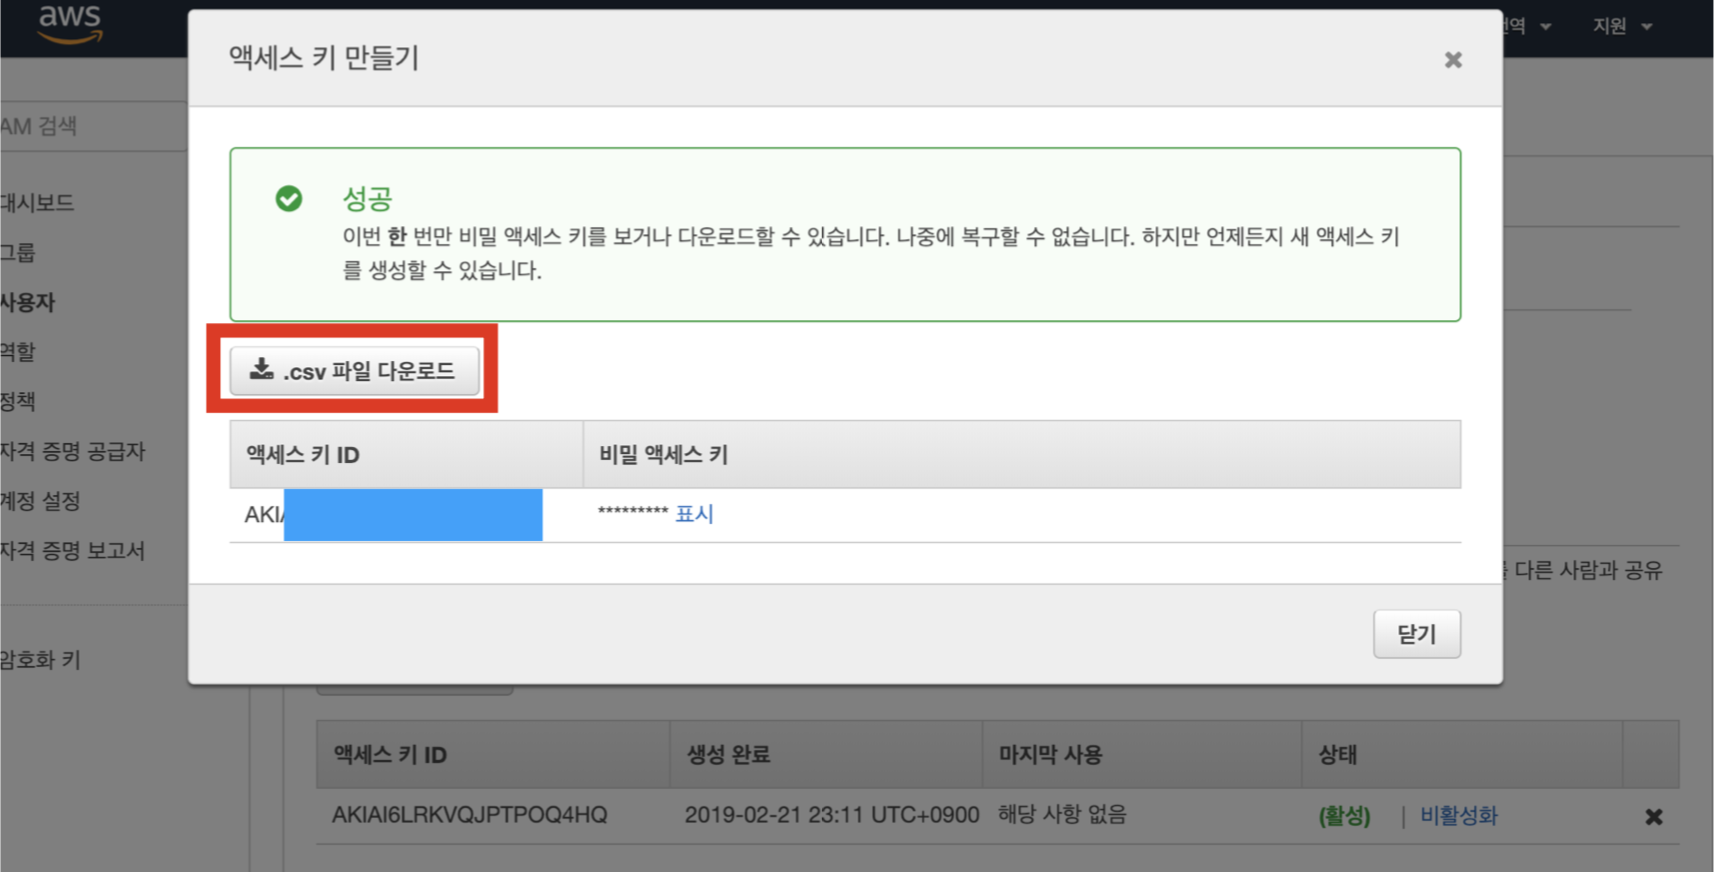 aws
지원
액세스 키 만들기
AM 검색
대시보드
그룹
사용자
역할
정책
자격 증명 공급자
계정 설정
자격 증명 보고서
암호화 키
성공
이번 한 번만 비밀 액세스 키를 보거나 다운로드할 수 있습니다. 나중에 복구할 수 없습니다. 하지만 언제든지 새 액세스 키
를 생성할 수 있습니다.
.csv 파일 다운로드
액세스 키 ID 비밀 액세스 키
AKI ********* 표시
다른 사람과 공유
닫기
액세스 키 ID 생성 완료 마지막 사용 상태
AKIAI6LRKVQJPTPOQ4HQ 2019-02-21 23:11 UTC+0900 해당 사항 없음 (활성) | 비활성화